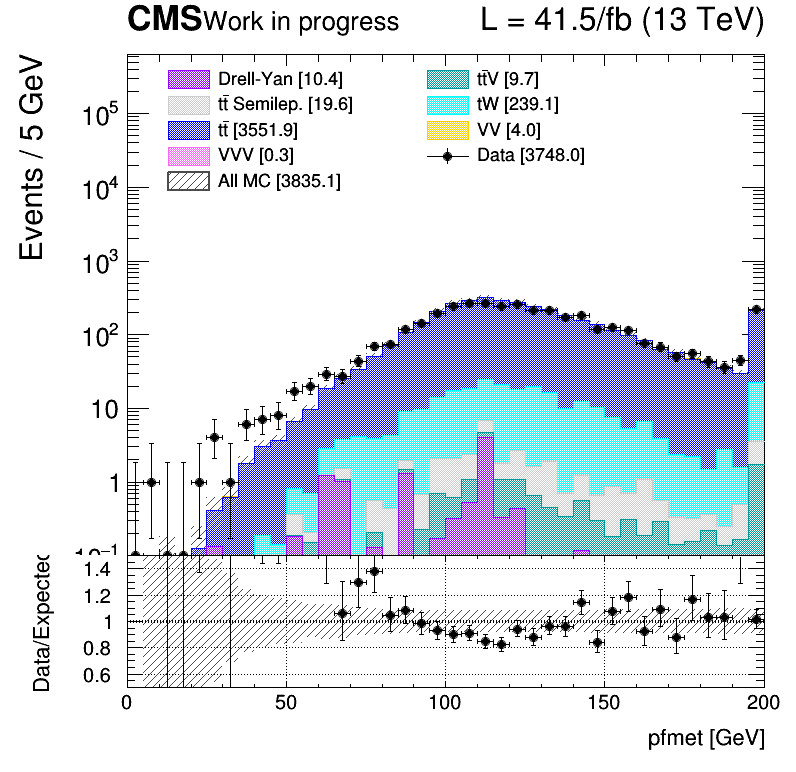 CMS Work in progress L = 41.5/fb (13 TeV)
Events / 5 GeV
Drell-Yan [10.4]
tt̄ Semilep. [19.6]
tt̄ [3551.9]
VVV [0.3]
All MC [3835.1]
tt̄V [9.7]
tW [239.1]
VV [4.0]
Data [3748.0]
10⁵
10⁴
10³
10²
10
1
10⁻¹
Data/Expected
1.4
1.2
1
0.8
0.6
0 50 100 150 200
pfmet [GeV]